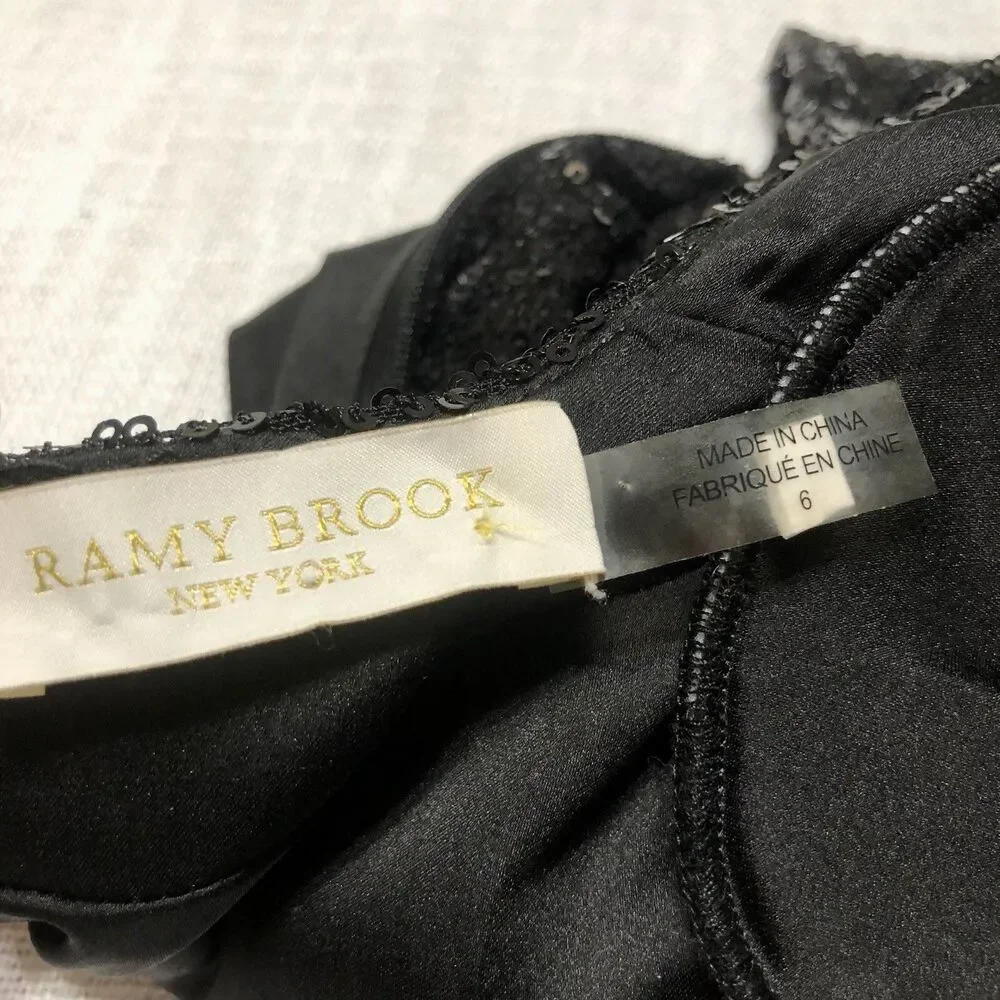 RAMY BROOK
NEW YORK
MADE IN CHINA
FABRIQUÉ EN CHINE
6